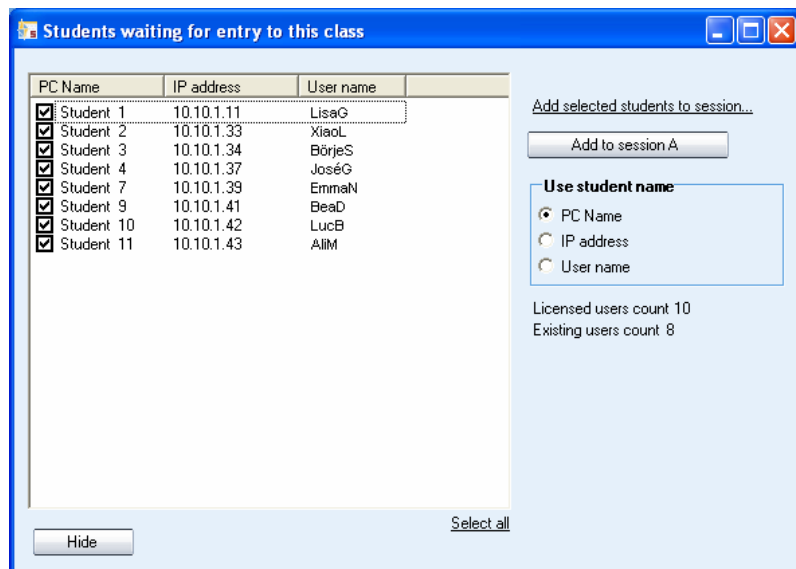 Students waiting for entry to this class
PC Name IP address User name
Student 1 10.10.1.11 LisaG
Student 2 10.10.1.33 XiaoL
Student 3 10.10.1.34 BörjeS
Student 4 10.10.1.37 JoséG
Student 7 10.10.1.39 EmmaN
Student 9 10.10.1.41 BeaD
Student 10 10.10.1.42 LucB
Student 11 10.10.1.43 AliM
Select all
Hide
Add selected students to session...
Add to session A
Use student name
PC Name
IP address
User name
Licensed users count 10
Existing users count 8